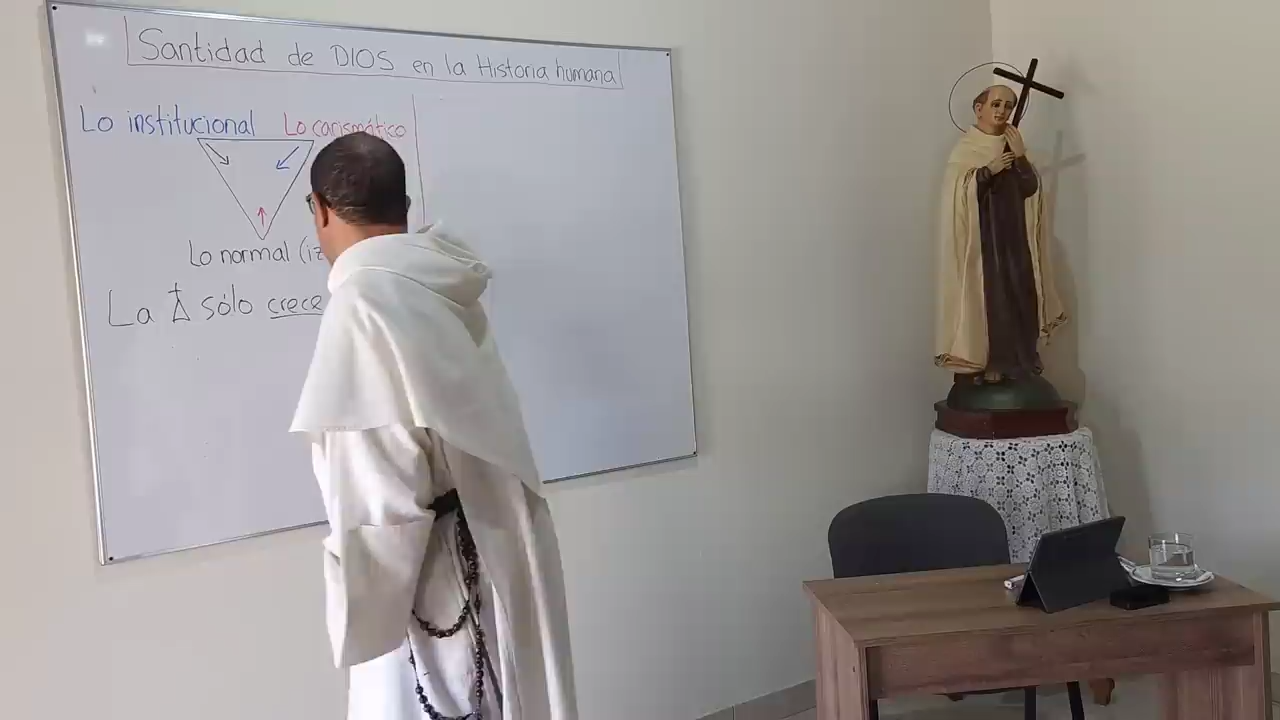 Santidad de DIOS en la Historia humana
Lo institucional Lo carismático
Lo normal
La sólo crece